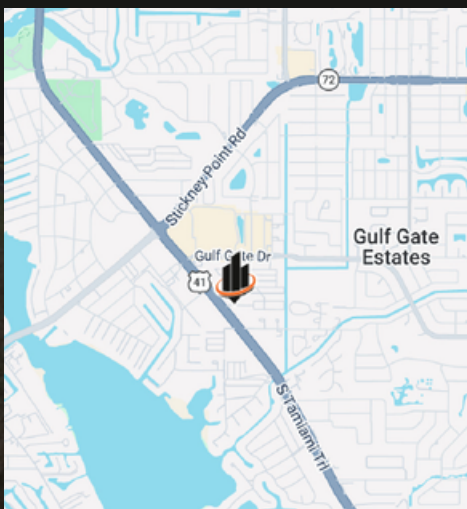 72
Stickney Point Rd
Gulf Gate Dr
Gulf Gate
Estates
41
S Tamiami Trl